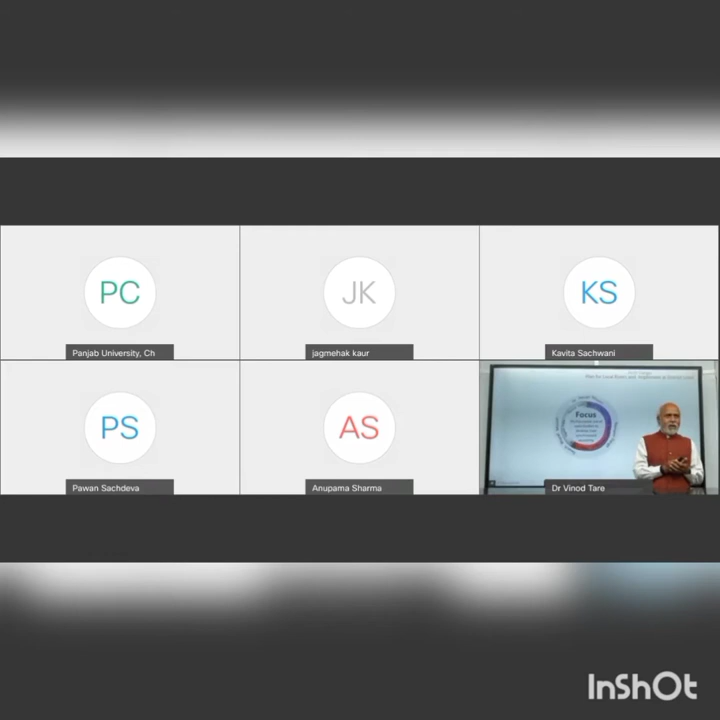 PC
JK
KS
Panjab University, Ch
jagmehak kaur
Kavita Sachwani
PS
AS
Focus
Pawan Sachdeva
Anupama Sharma
Dr Vinod Tare
InShOt